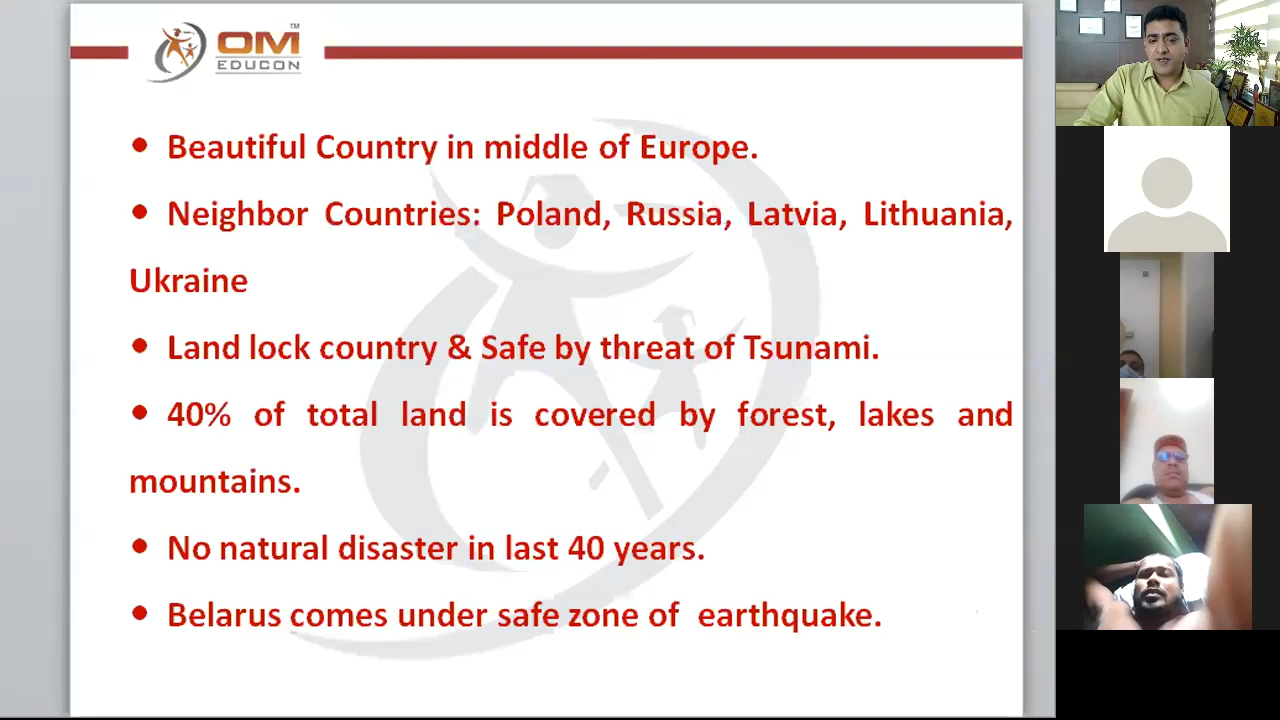 OM
TM
EDUCON
• Beautiful Country in middle of Europe.
• Neighbor Countries: Poland, Russia, Latvia, Lithuania,
Ukraine
• Land lock country & Safe by threat of Tsunami.
• 40% of total land is covered by forest, lakes and
mountains.
• No natural disaster in last 40 years.
• Belarus comes under safe zone of earthquake.